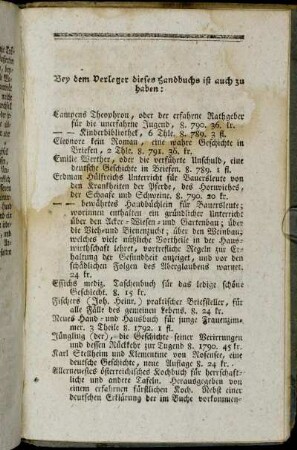 Bey dem Verleger dieses Handbuchs ist auch zu
haben:
Campens Theophron, oder der erfahrne Rathgeber
für die unerfahrne Jugend, 8. 790. 36. kr.
— — Kinderbibliothek, 6 Thle. 8. 789. 3 fl.
Eleonore kein Roman, eine wahre Geschichte in
Briefen, 2 Thle. 8. 791. 36. kr.
Emilie Werther, oder die verführte Unschuld, eine
deutsche Geschichte in Briefen, 8. 789. 1 fl.
Erdman Hülfreichs Unterricht für Bauersleute von
den Krankheiten der Pferde, des Hornviehes,
der Schaafe und Schweine, 8. 790. 20 kr.
— — bewährtes Hausbüchlein für Bauersleute;
worinnen enthalten ein gründlicher Unterricht
über den Acker- Wiesen- und Gartenbau; über
die Vieh- und Bienenzucht; über den Weinbau;
welches viele nützliche Vortheile in der Haus-
wirthschaft lehret, vortrefliche Regeln zur Er-
haltung der Gesundheit anzeiget, und vor den
schädlichen Folgen des Aberglaubens warnet.
24 kr.
Essichs mediz. Taschenbuch für das ledige schöne
Geschlecht. 8. 15 kr.
Fischers (Joh. Heinr.) praktischer Briefsteller, für
alle Fälle des gemeinen Lebens. 8. 24 kr.
Neues Hand- und Hausbuch für junge Frauenzim-
mer. 3 Theile 8. 1792. 1 fl.
Jüngling (der), die Geschichte seiner Verirrungen
und dessen Rückkehr zur Tugend 8. 1790. 45 kr.
Karl Stellheim und Klementine von Rosensee, eine
deutsche Geschichte, neue Auflage 8. 24 kr.
Allerneuestes österreichisches Kochbuch für herrschaft-
liche und andere Tafeln. Herausgegeben von
einem erfahrnen fürstlichen Koch. Nebst einer
deutschen Erklärung der im Buche vorkommen-